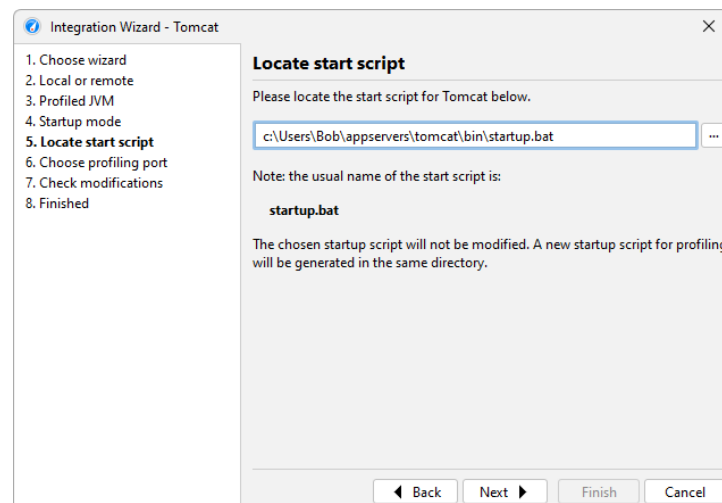 Integration Wizard - Tomcat
1. Choose wizard
2. Local or remote
3. Profiled JVM
4. Startup mode
5. Locate start script
6. Choose profiling port
7. Check modifications
8. Finished
Locate start script
Please locate the start script for Tomcat below.
c:\Users\Bob\appservers\tomcat\bin\startup.bat
...
Note: the usual name of the start script is:
startup.bat
The chosen startup script will not be modified. A new startup script for profiling
will be generated in the same directory.
Back
Next
Finish
Cancel